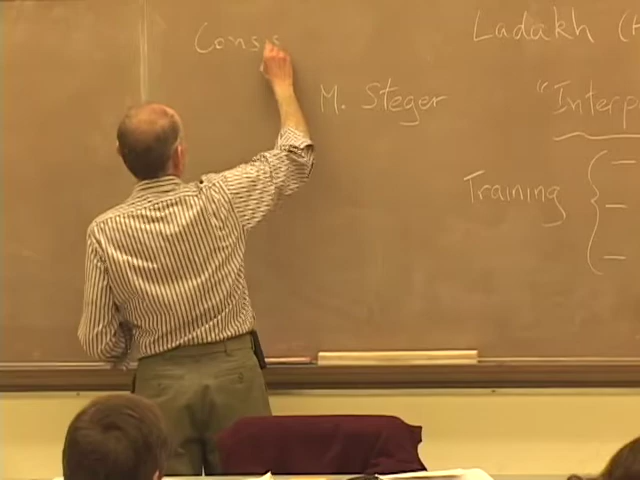 Cons
Ladakh (
M. Steger
"Interp
Training { –
–
–